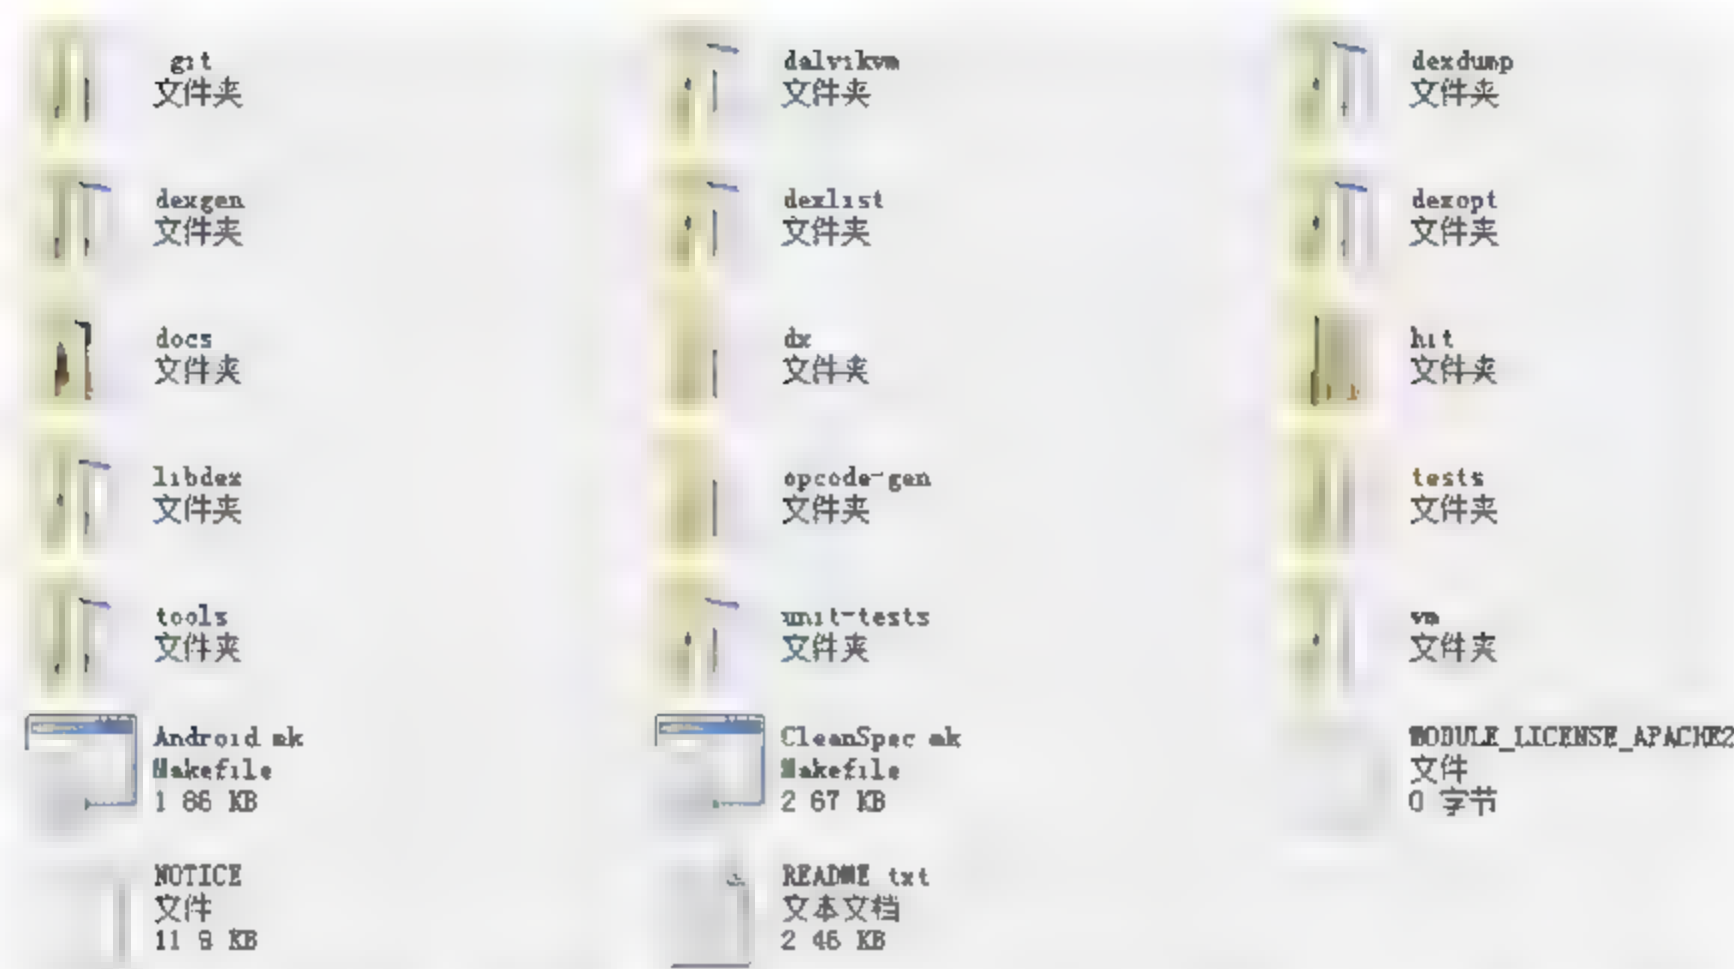 .git
文件夹
dalvikvm
文件夹
dexdump
文件夹
dexgen
文件夹
dexlist
文件夹
dexopt
文件夹
docs
文件夹
dx
文件夹
hit
文件夹
libdex
文件夹
opcode-gen
文件夹
tests
文件夹
tools
文件夹
unit-tests
文件夹
vm
文件夹
Android.mk
Makefile
1.86 KB
CleanSpec.mk
Makefile
2.67 KB
MODULE_LICENSE_APACHE2
文件
0 字节
NOTICE
文件
KB
README.txt
文本文档
2.46 KB